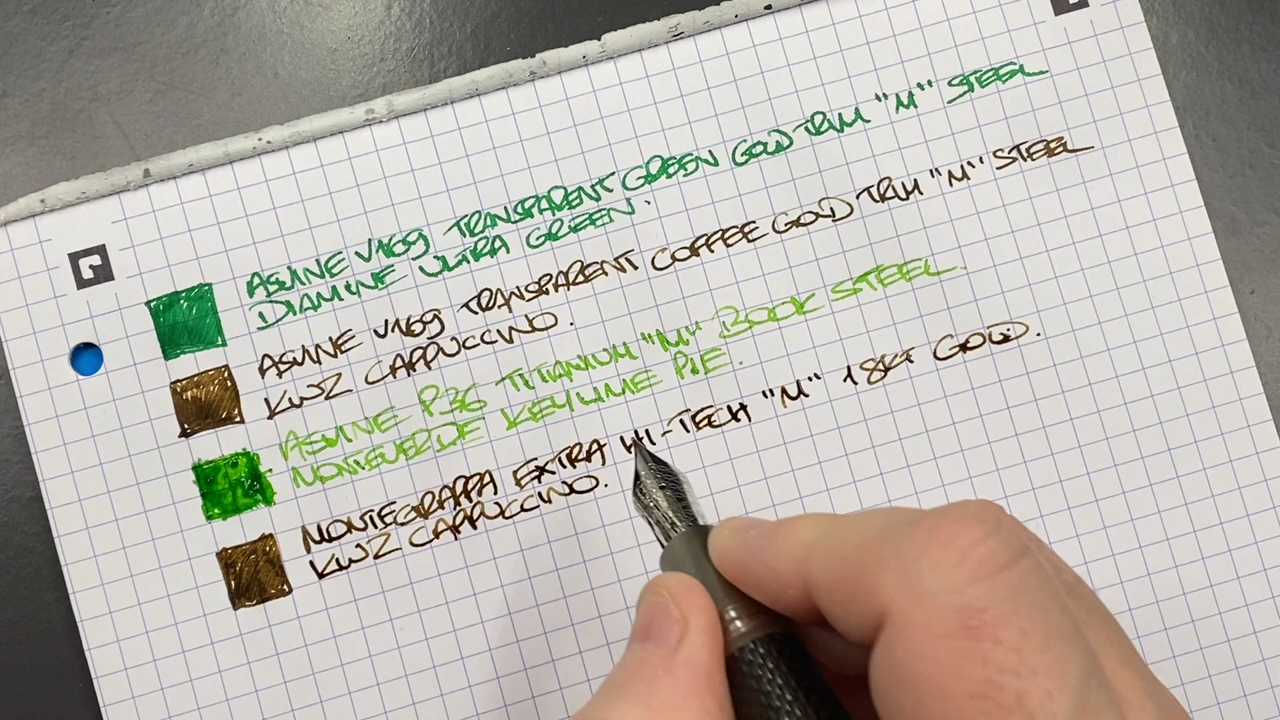 ASVINE V169 TRANSPARENT GREEN GOLD TRIM "M" STEEL
DIAMINE ULTRA GREEN.
ASVINE V169 TRANSPARENT COFFEE GOLD TRIM "M" STEEL
KWZ CAPPUCCINO.
ASVINE P36 TITANIUM "M" BOCK STEEL.
MONTEVERDE KEYLIME PIE.
MONTEGRAPPA EXTRA HI-TECH "M" 18KT GOLD.
KWZ CAPPUCCINO.